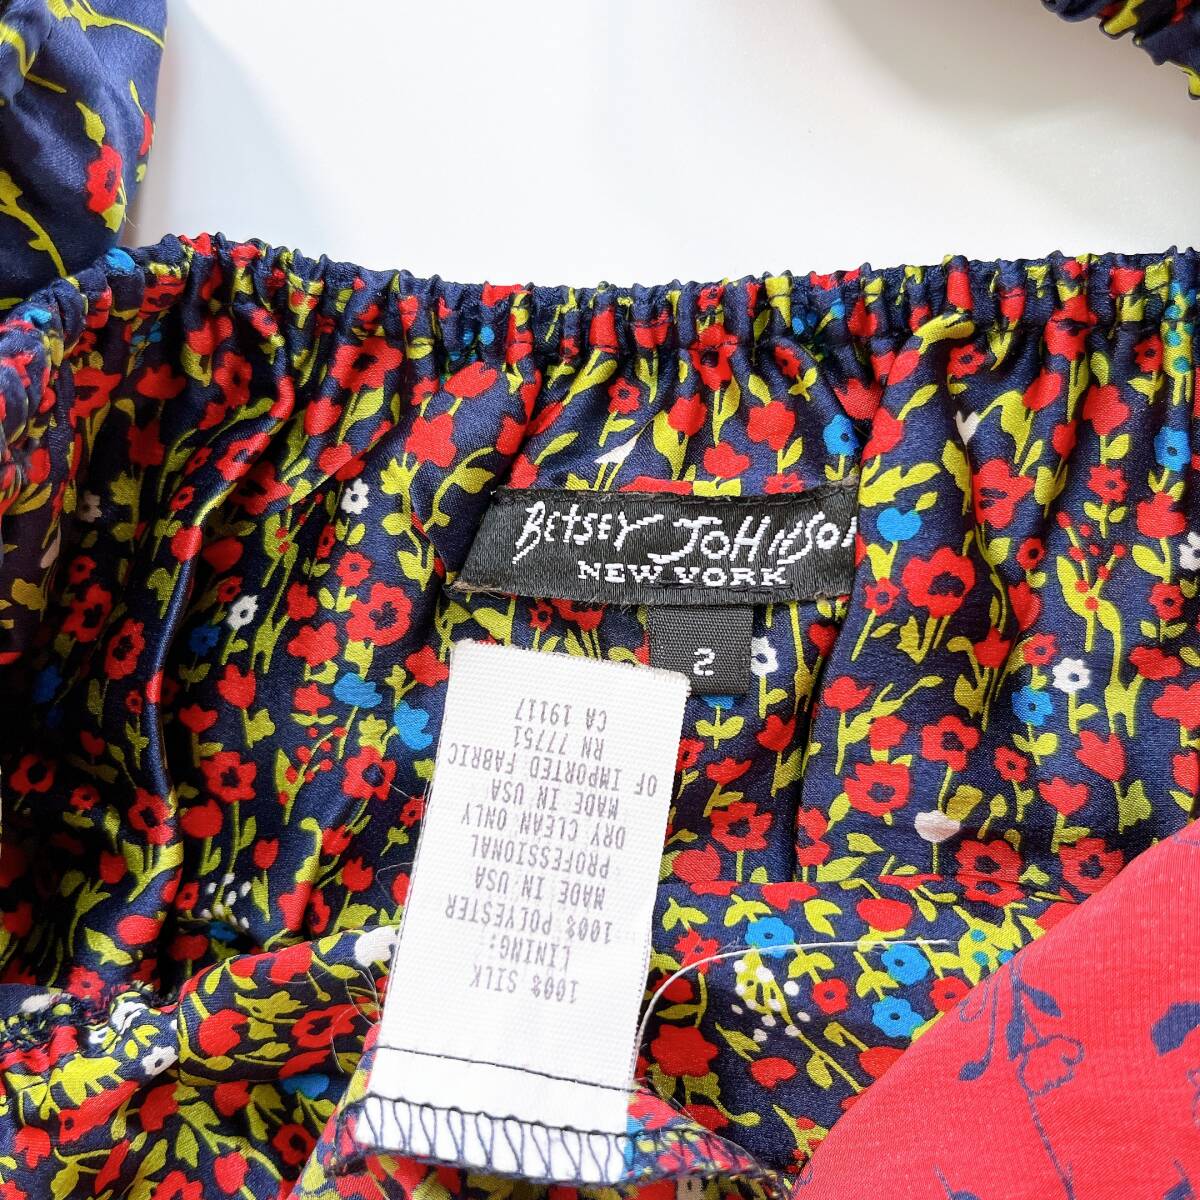 BETSEY JOHNSON
NEW YORK
2
100% SILK
LINING:
100% POLYESTER
MADE IN USA
PROFESSIONAL
DRY CLEAN ONLY
MADE IN USA
OF IMPORTED FABRIC
RN 77751
CA 19117